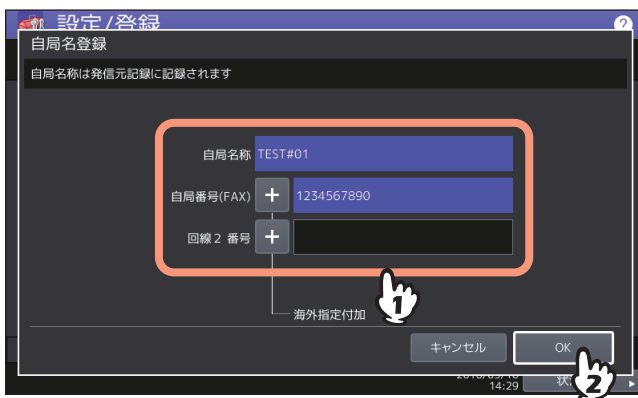 設定/登録
?
自局名登録
自局名称は発信元記録に記録されます
自局名称 TEST#01
自局番号(FAX) + 1234567890
回線2 番号 +
海外指定付加
1
キャンセル OK
2
14:29